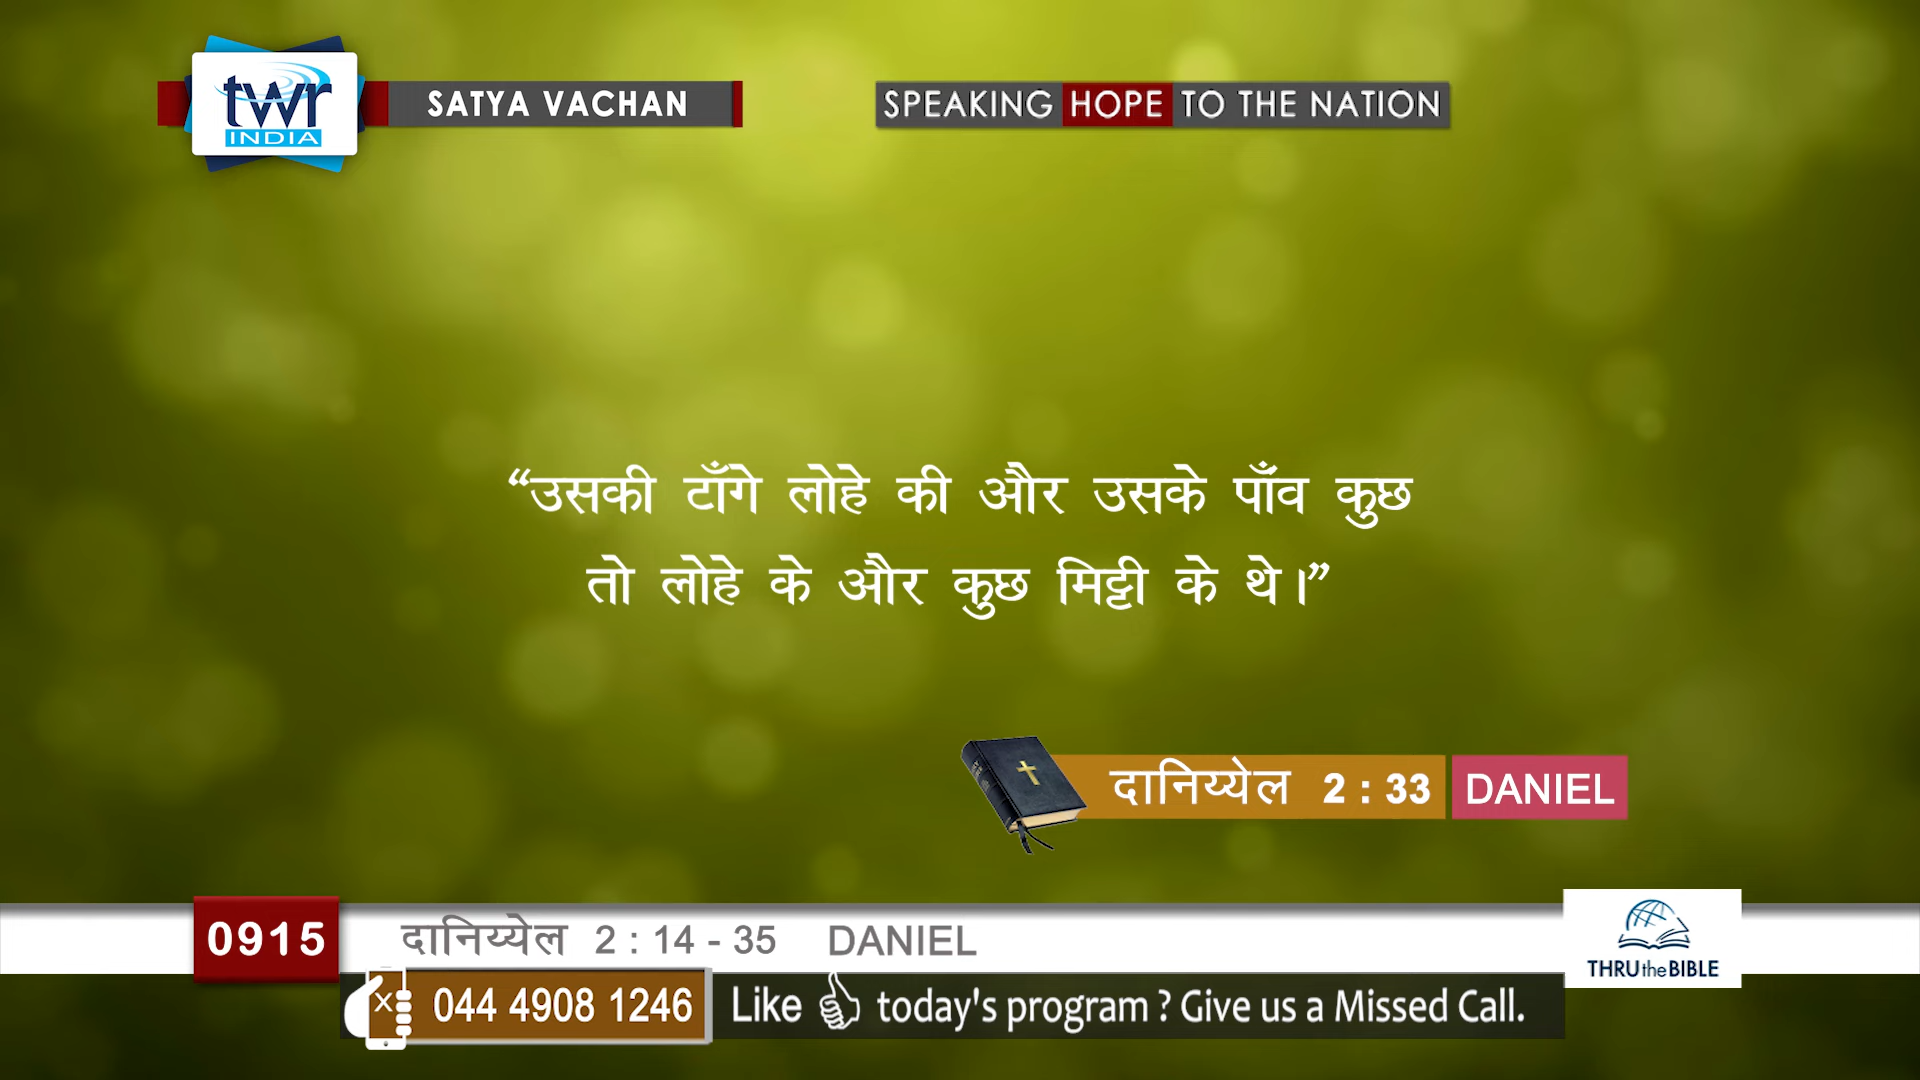 twr
INDIA
SATYA VACHAN
SPEAKING HOPE TO THE NATION
“उसकी टाँगे लोहे की और उसके पाँव कुछ
तो लोहे के और कुछ मिट्टी के थे।”
दानिय्येल 2 : 33 DANIEL
0915 दानिय्येल 2 : 14 - 35 DANIEL
THRU the BIBLE
044 4908 1246 Like today's program ? Give us a Missed Call.